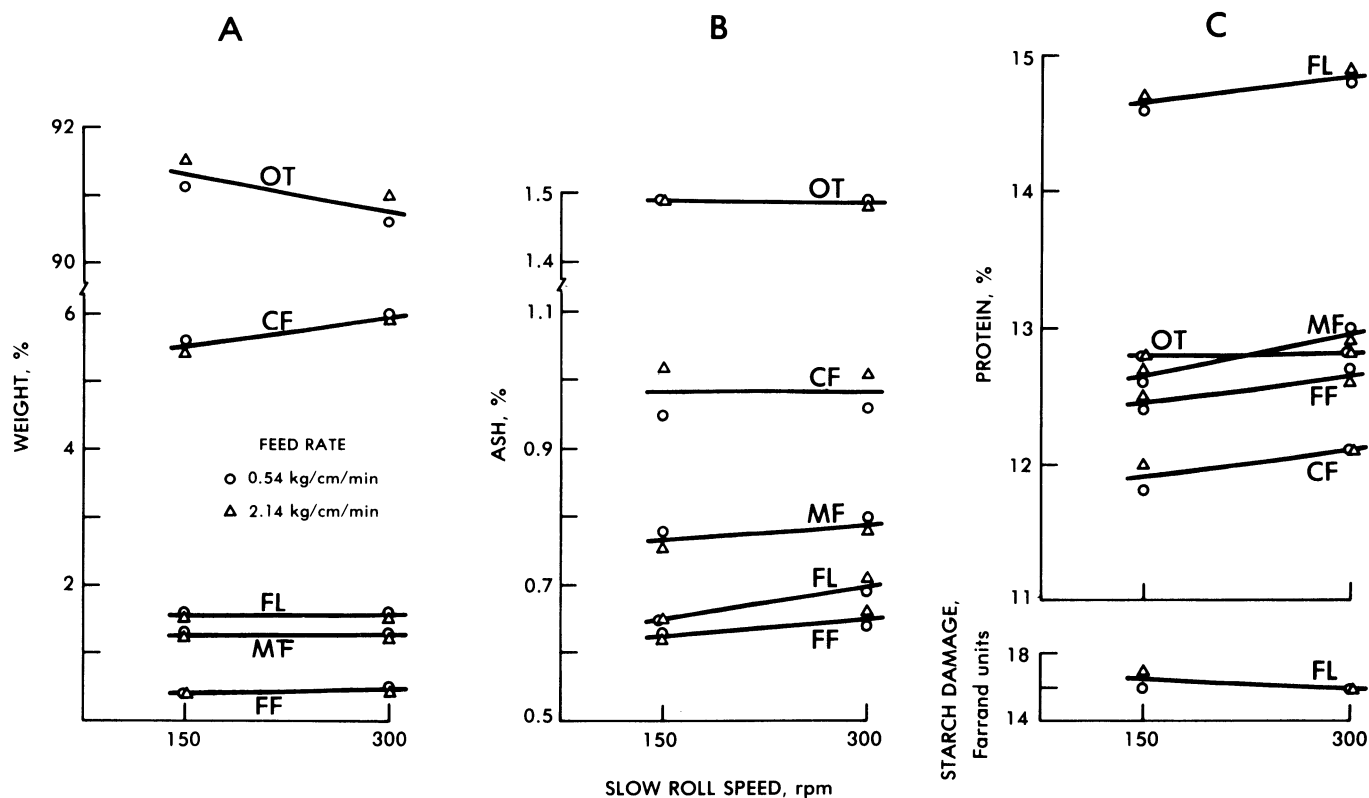 A
B
C
WEIGHT, %
92
90
6
4
2
150
300
OT
CF
FEED RATE
0.54 kg/cm/min
2.14 kg/cm/min
FL
MF
FF
ASH, %
1.5
1.4
1.1
0.9
0.7
0.5
150
300
OT
CF
MF
FL
FF
SLOW ROLL SPEED, rpm
PROTEIN, %
15
14
13
12
11
FL
MF
OT
FF
CF
STARCH DAMAGE,
Farrand units
18
14
FL
150
300